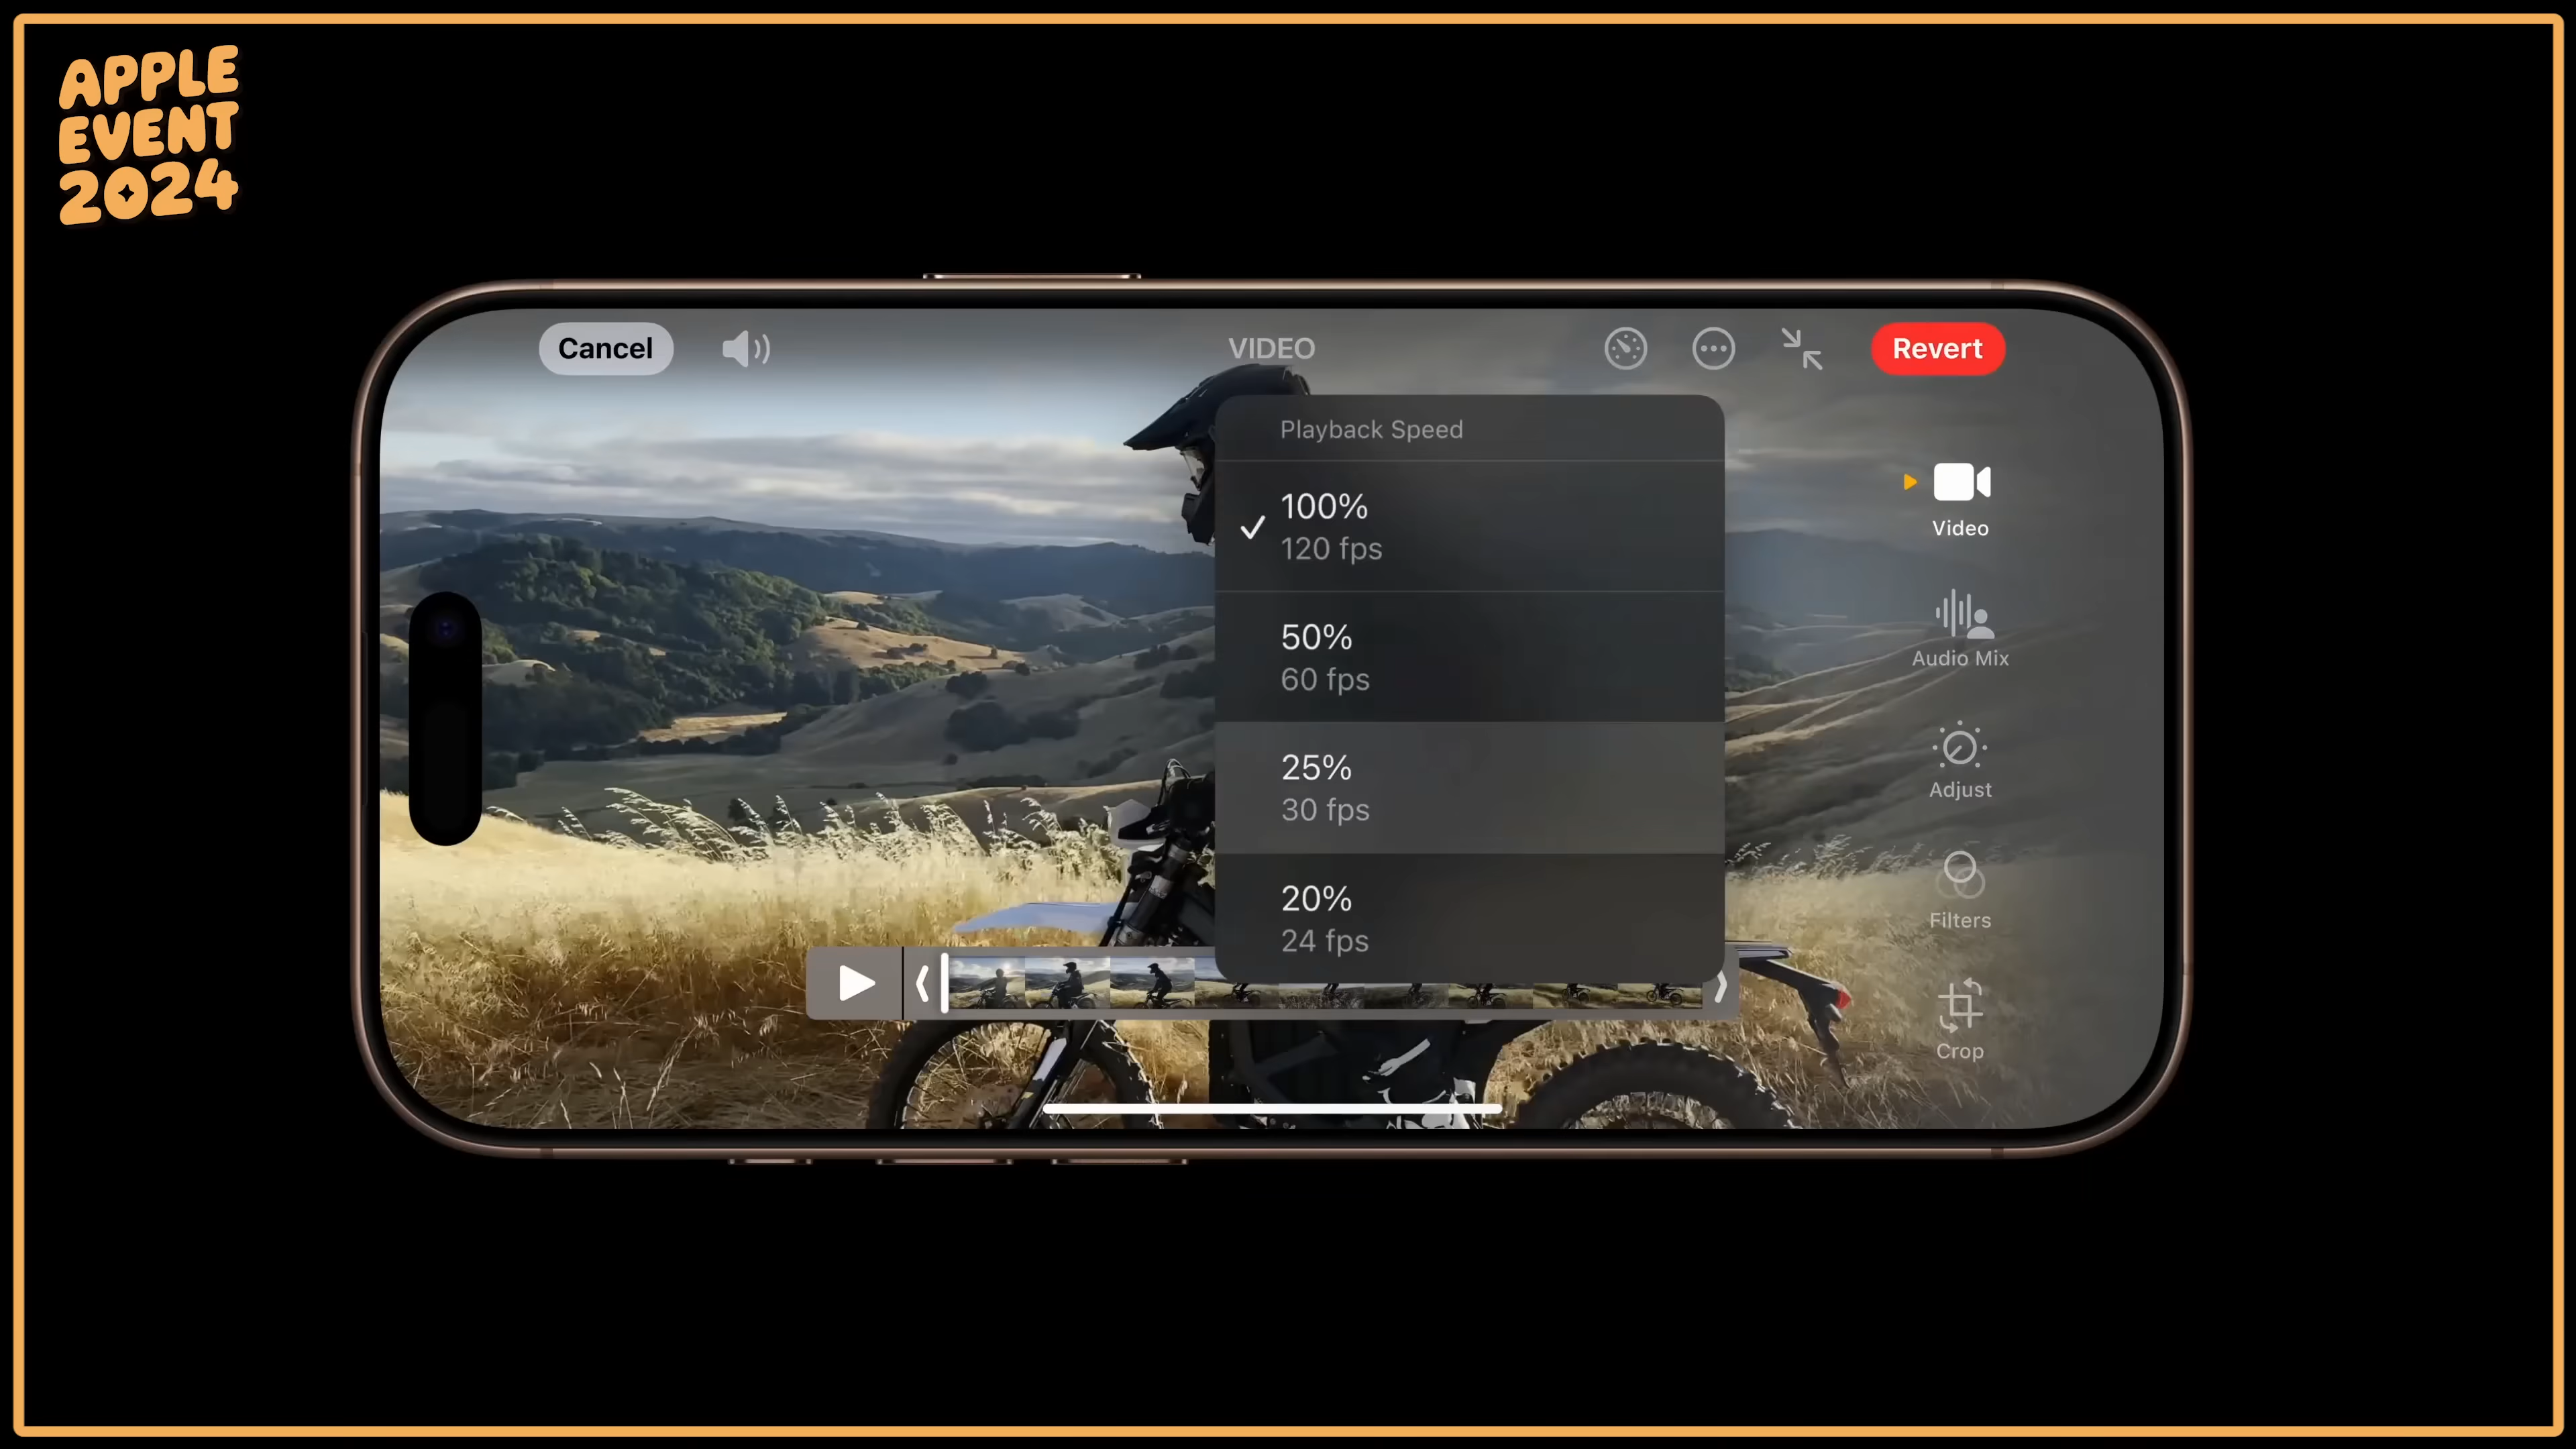 APPLE
EVENT
2024
Cancel
VIDEO
Revert
Playback Speed
100%
120 fps
50%
60 fps
25%
30 fps
20%
24 fps
Video
Audio Mix
Adjust
Filters
Crop